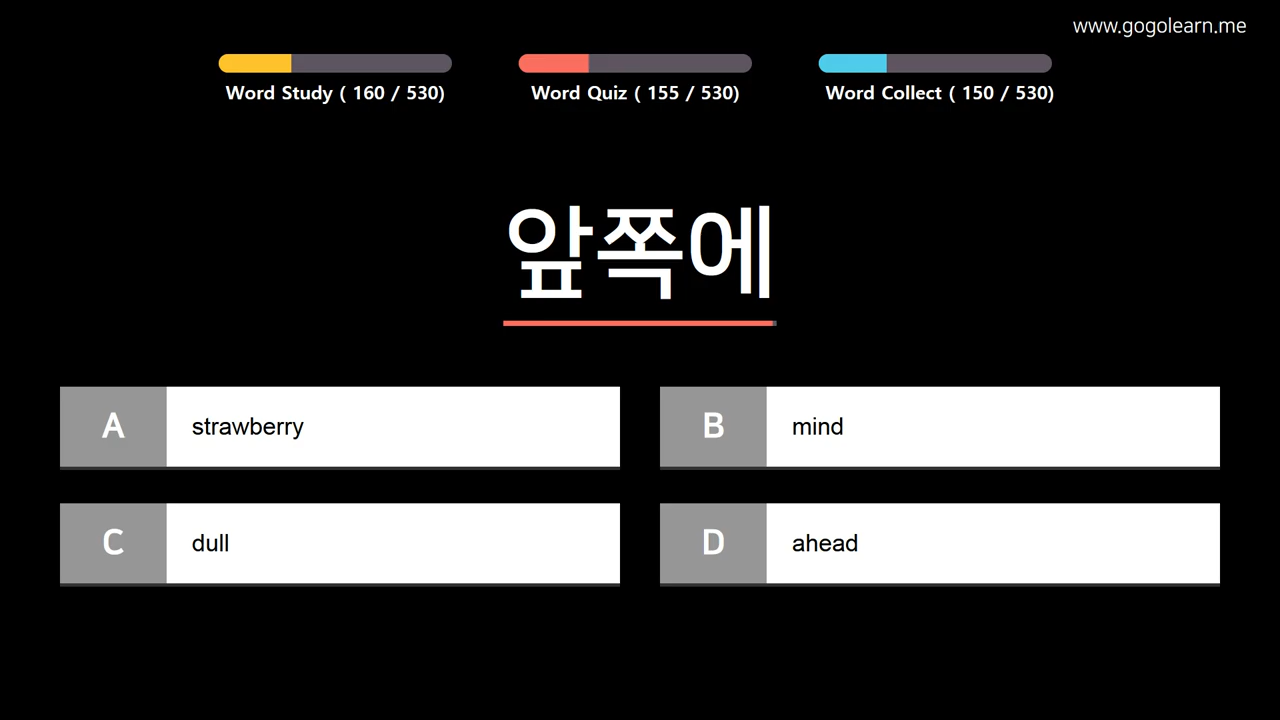 www.gogolearn.me
Word Study ( 160 / 530)
Word Quiz ( 155 / 530)
Word Collect ( 150 / 530)
앞쪽에
A strawberry
B mind
C dull
D ahead